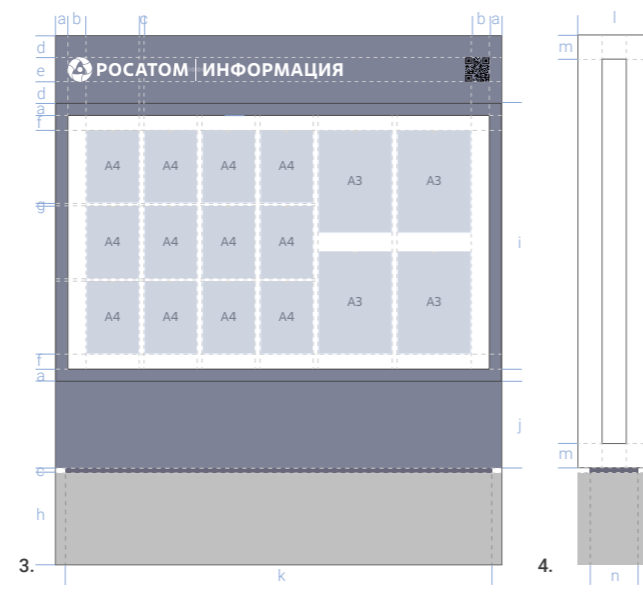 a b c b a l
d m
e РОСАТОМ ИНФОРМАЦИЯ
d
a
f
A4 A4 A4 A4 A3 A3
g
A4 A4 A4 A4 i
A4 A4 A4 A4 A3 A3
f
a
j
m
e
h
3. k 4. n